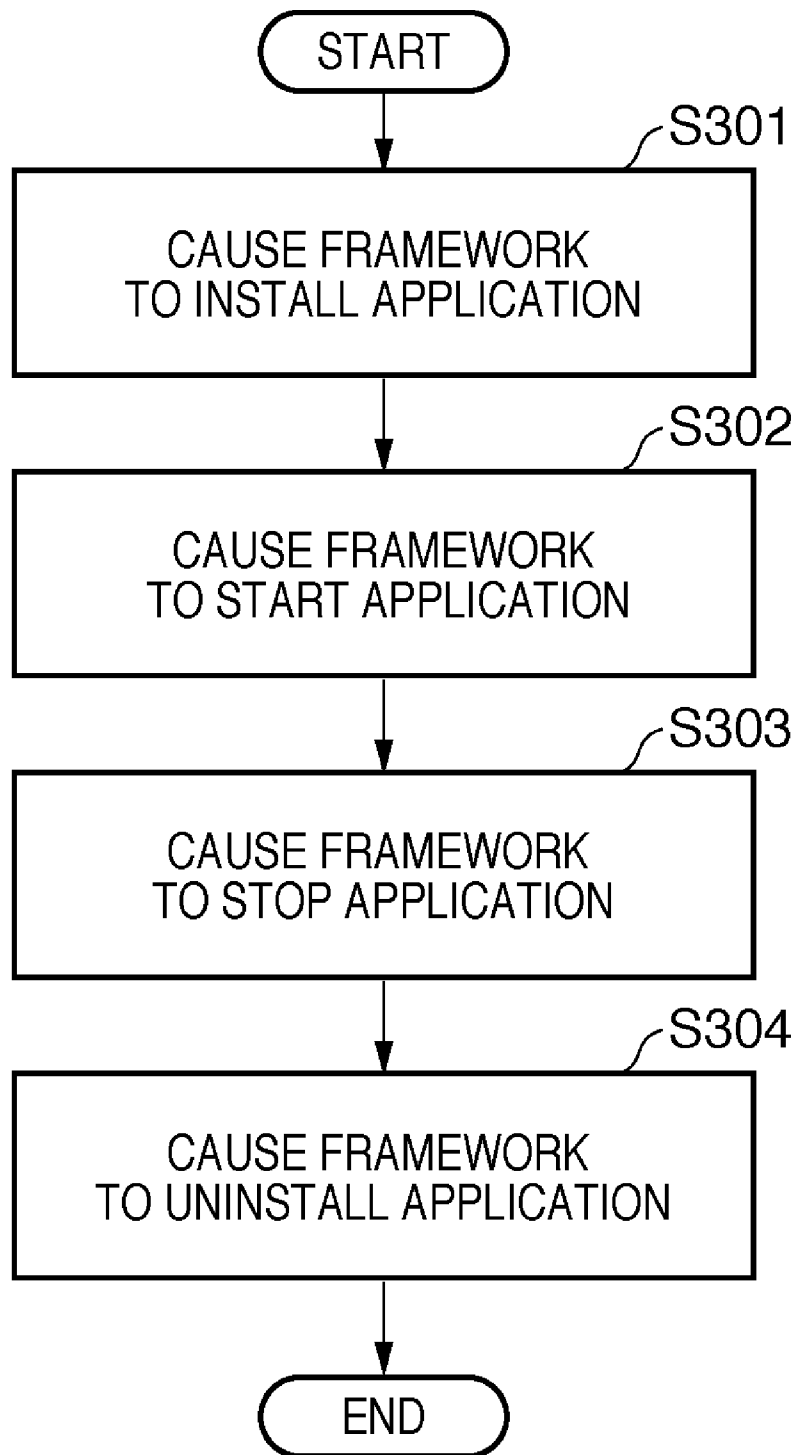 START
S301
CAUSE FRAMEWORK
TO INSTALL APPLICATION
S302
CAUSE FRAMEWORK
TO START APPLICATION
S303
CAUSE FRAMEWORK
TO STOP APPLICATION
S304
CAUSE FRAMEWORK
TO UNINSTALL APPLICATION
END